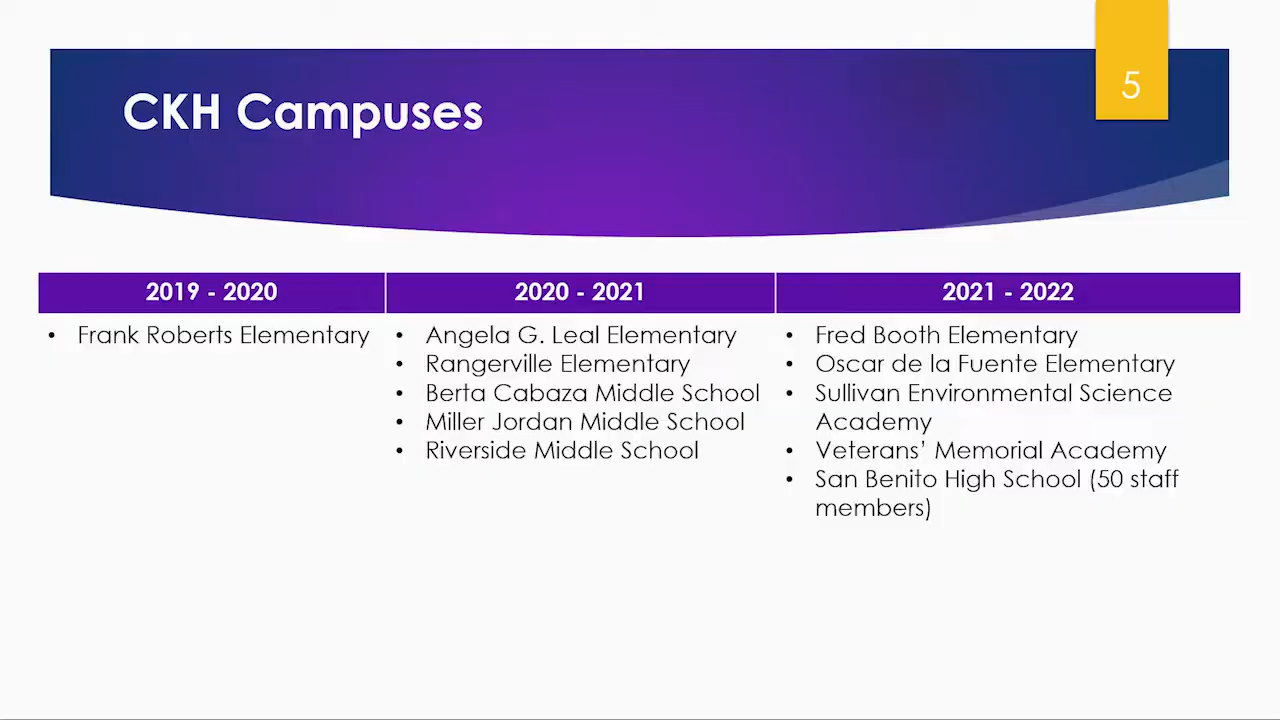 5
CKH Campuses
2019 - 2020
• Frank Roberts Elementary
2020 - 2021
• Angela G. Leal Elementary
• Rangerville Elementary
• Berta Cabaza Middle School
• Miller Jordan Middle School
• Riverside Middle School
2021 - 2022
• Fred Booth Elementary
• Oscar de la Fuente Elementary
• Sullivan Environmental Science
Academy
• Veterans’ Memorial Academy
• San Benito High School (50 staff
members)